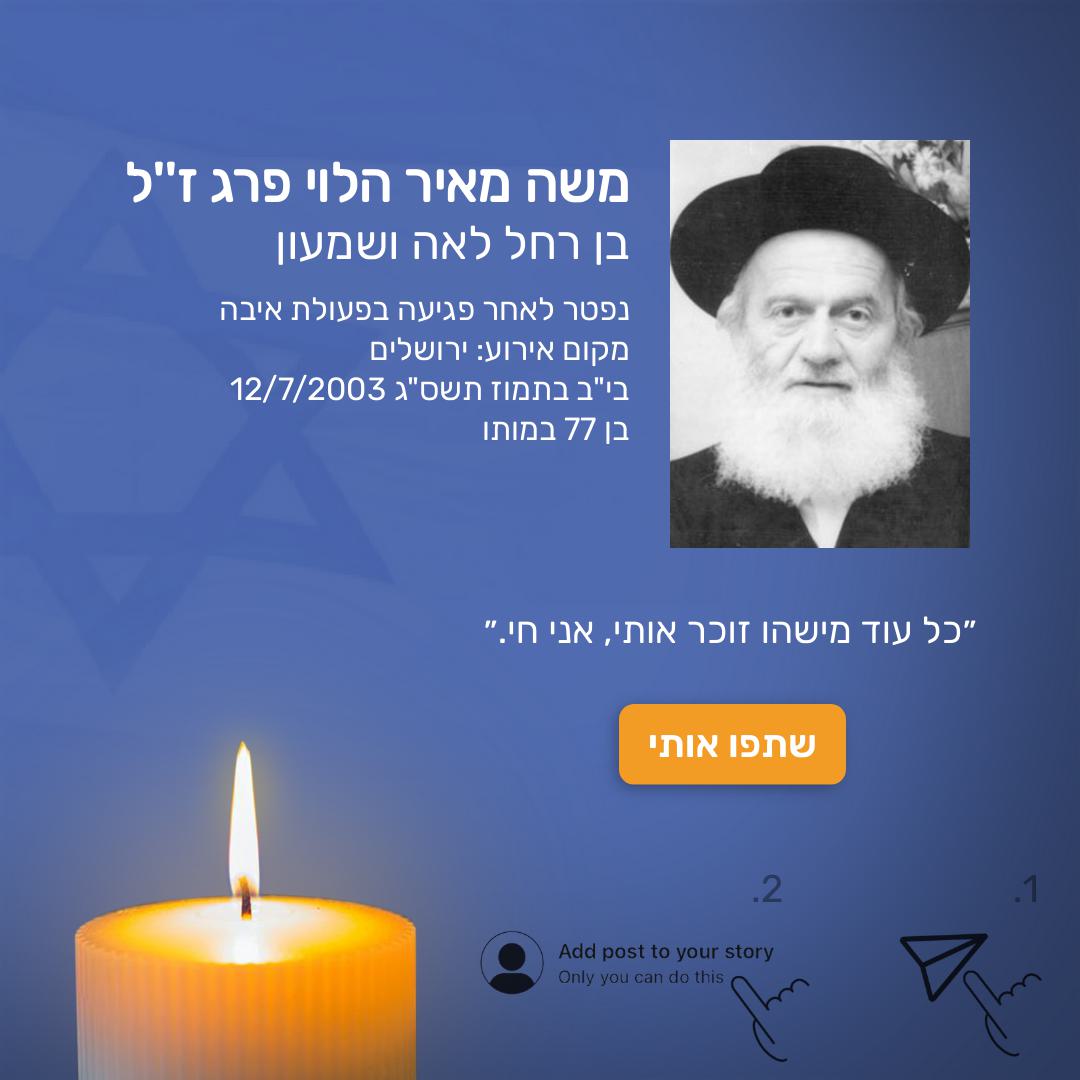 משה מאיר הלוי פרג ז''ל
בן רחל לאה ושמעון
נפטר לאחר פגיעה בפעולת איבה
מקום אירוע: ירושלים
בי"ב בתמוז תשס"ג 12/7/2003
בן 77 במותו
״כל עוד מישהו זוכר אותי, אני חי.״
שתפו אותי
1.
2.
Add post to your story
Only you can do this